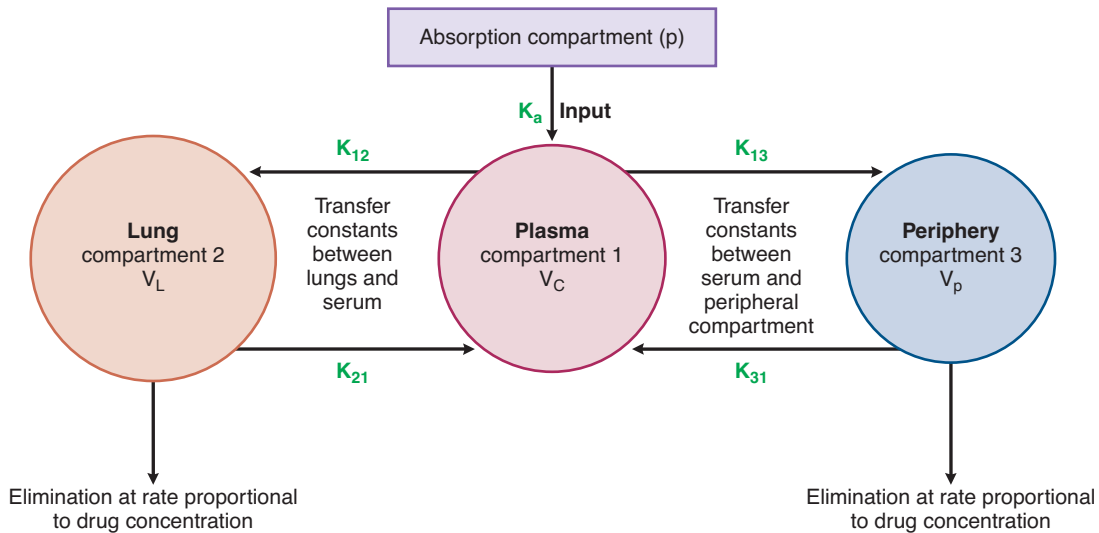 Absorption compartment (p)
Kₐ Input
K₁₂
K₁₃
Lung
compartment 2
V_L
Transfer
constants
between
lungs and
serum
Plasma
compartment 1
V_C
Transfer
constants
between
serum and
peripheral
compartment
Periphery
compartment 3
Vₚ
K₂₁
K₃₁
Elimination at rate proportional
to drug concentration
Elimination at rate proportional
to drug concentration